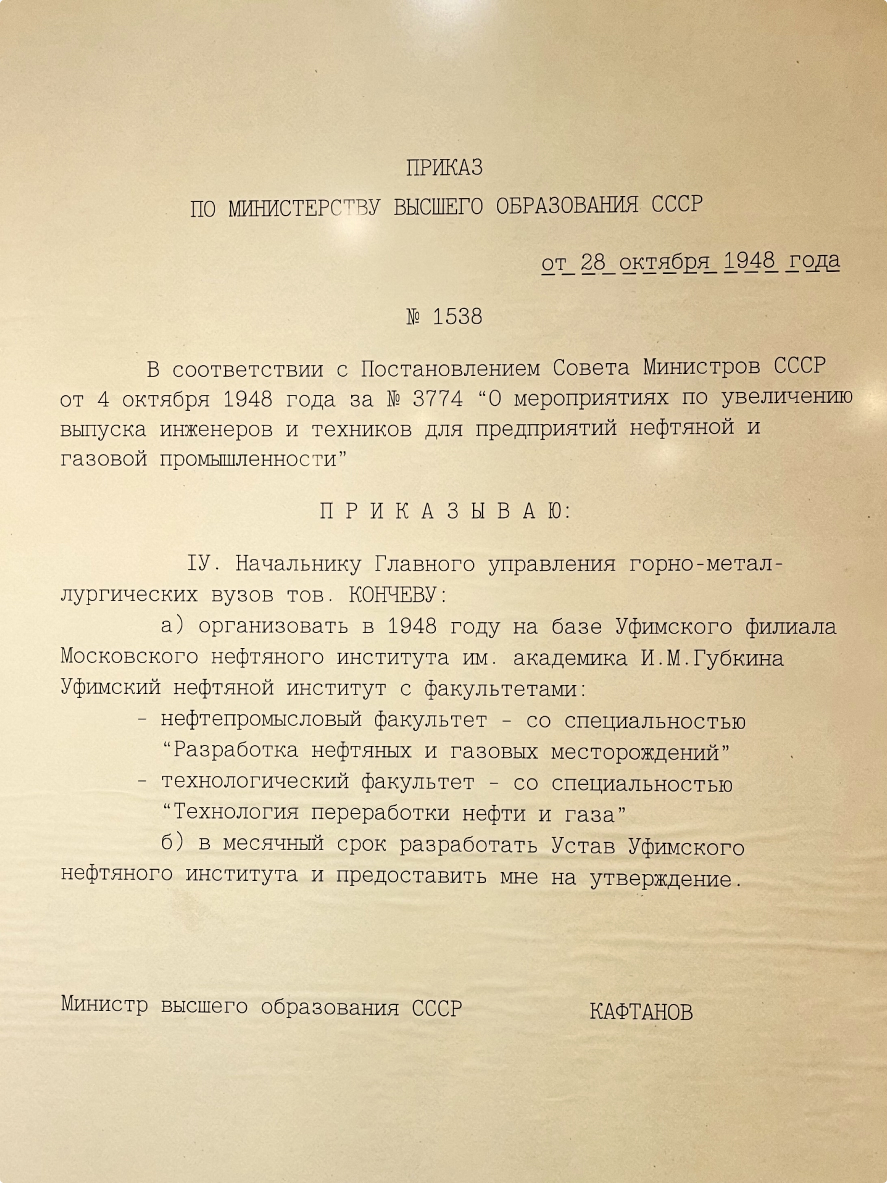 ПРИКАЗ
ПО МИНИСТЕРСТВУ ВЫСШЕГО ОБРАЗОВАНИЯ СССР
от 28 октября 1948 года
№ 1538
В соответствии с Постановлением Совета Министров СССР
от 4 октября 1948 года за № 3774 “О мероприятиях по увеличению
выпуска инженеров и техников для предприятий нефтяной и
газовой промышленности”
П Р И К А З Ы В А Ю:
IУ. Начальнику Главного управления горно-метал-
лургических вузов тов. КОНЧЕВУ:
а) организовать в 1948 году на базе Уфимского филиала
Московского нефтяного института им. академика И.М.Губкина
Уфимский нефтяной институт с факультетами:
– нефтепромысловый факультет – со специальностью
“Разработка нефтяных и газовых месторождений”
– технологический факультет – со специальностью
“Технология переработки нефти и газа”
б) в месячный срок разработать Устав Уфимского
нефтяного института и предоставить мне на утверждение.
Министр высшего образования СССР КАФТАНОВ